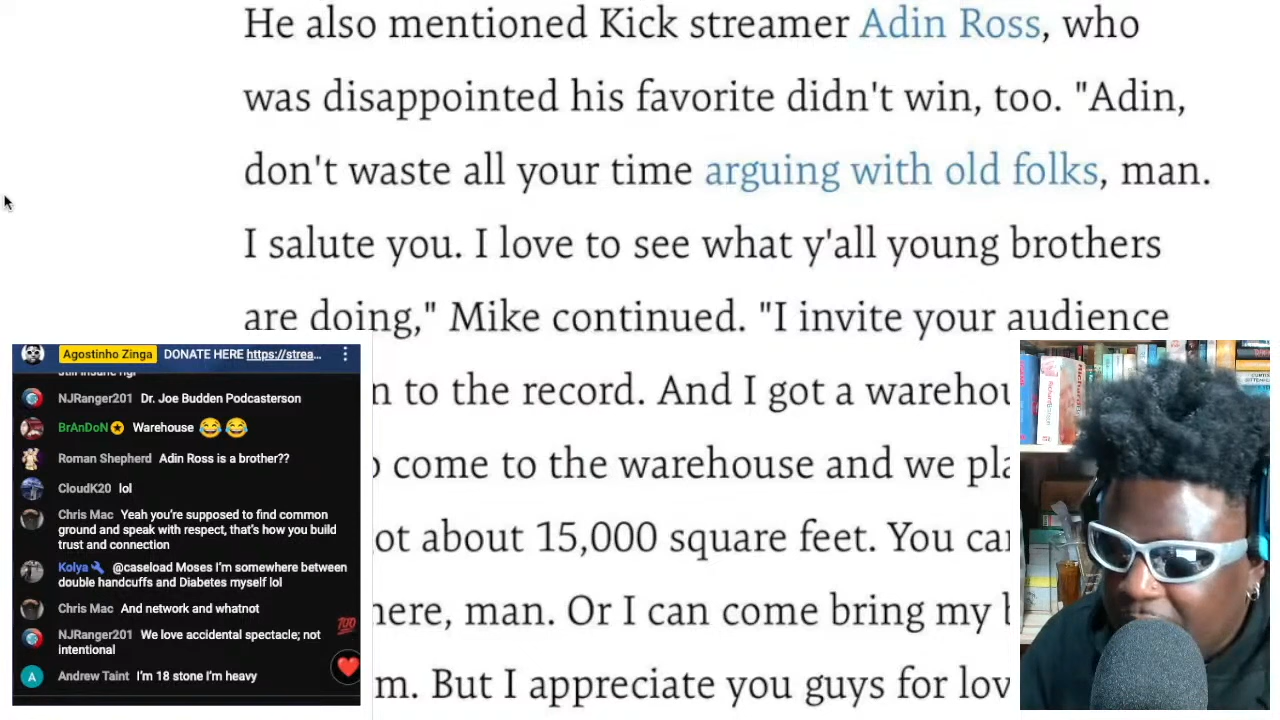 He also mentioned Kick streamer Adin Ross, who
was disappointed his favorite didn't win, too. "Adin,
don't waste all your time arguing with old folks, man.
I salute you. I love to see what y'all young brothers
are doing," Mike continued. "I invite your audience
n to the record. And I got a warehou
come to the warehouse and we pla
ot about 15,000 square feet. You can
here, man. Or I can come bring my
m. But I appreciate you guys for lov
Agostinho Zinga DONATE HERE https://strea...
NJRanger201 Dr. Joe Budden Podcasterson
BrAnDoN Warehouse 😂😂
Roman Shepherd Adin Ross is a brother??
CloudK20 lol
Chris Mac Yeah you're supposed to find common
ground and speak with respect, that's how you build
trust and connection
Kolya @caseload Moses I'm somewhere between
double handcuffs and Diabetes myself lol
Chris Mac And network and whatnot
NJRanger201 We love accidental spectacle; not
intentional
Andrew Taint I'm 18 stone I'm heavy